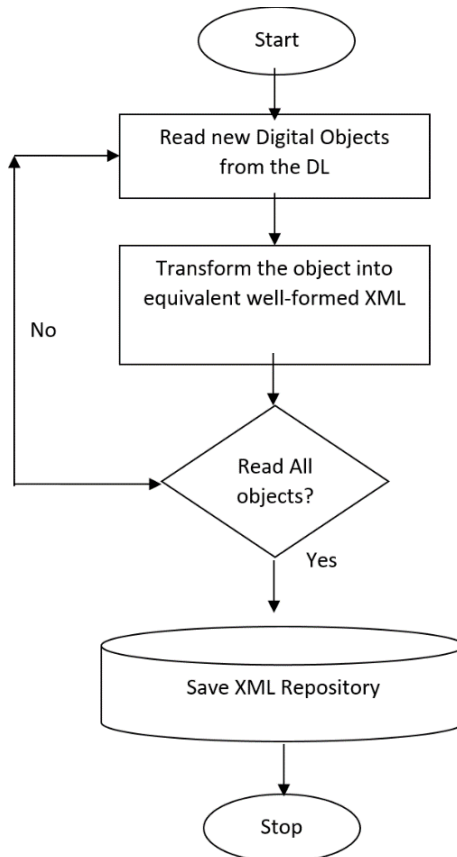 Start
Read new Digital Objects
from the DL
Transform the object into
equivalent well-formed XML
No
Read All
objects?
Yes
Save XML Repository
Stop